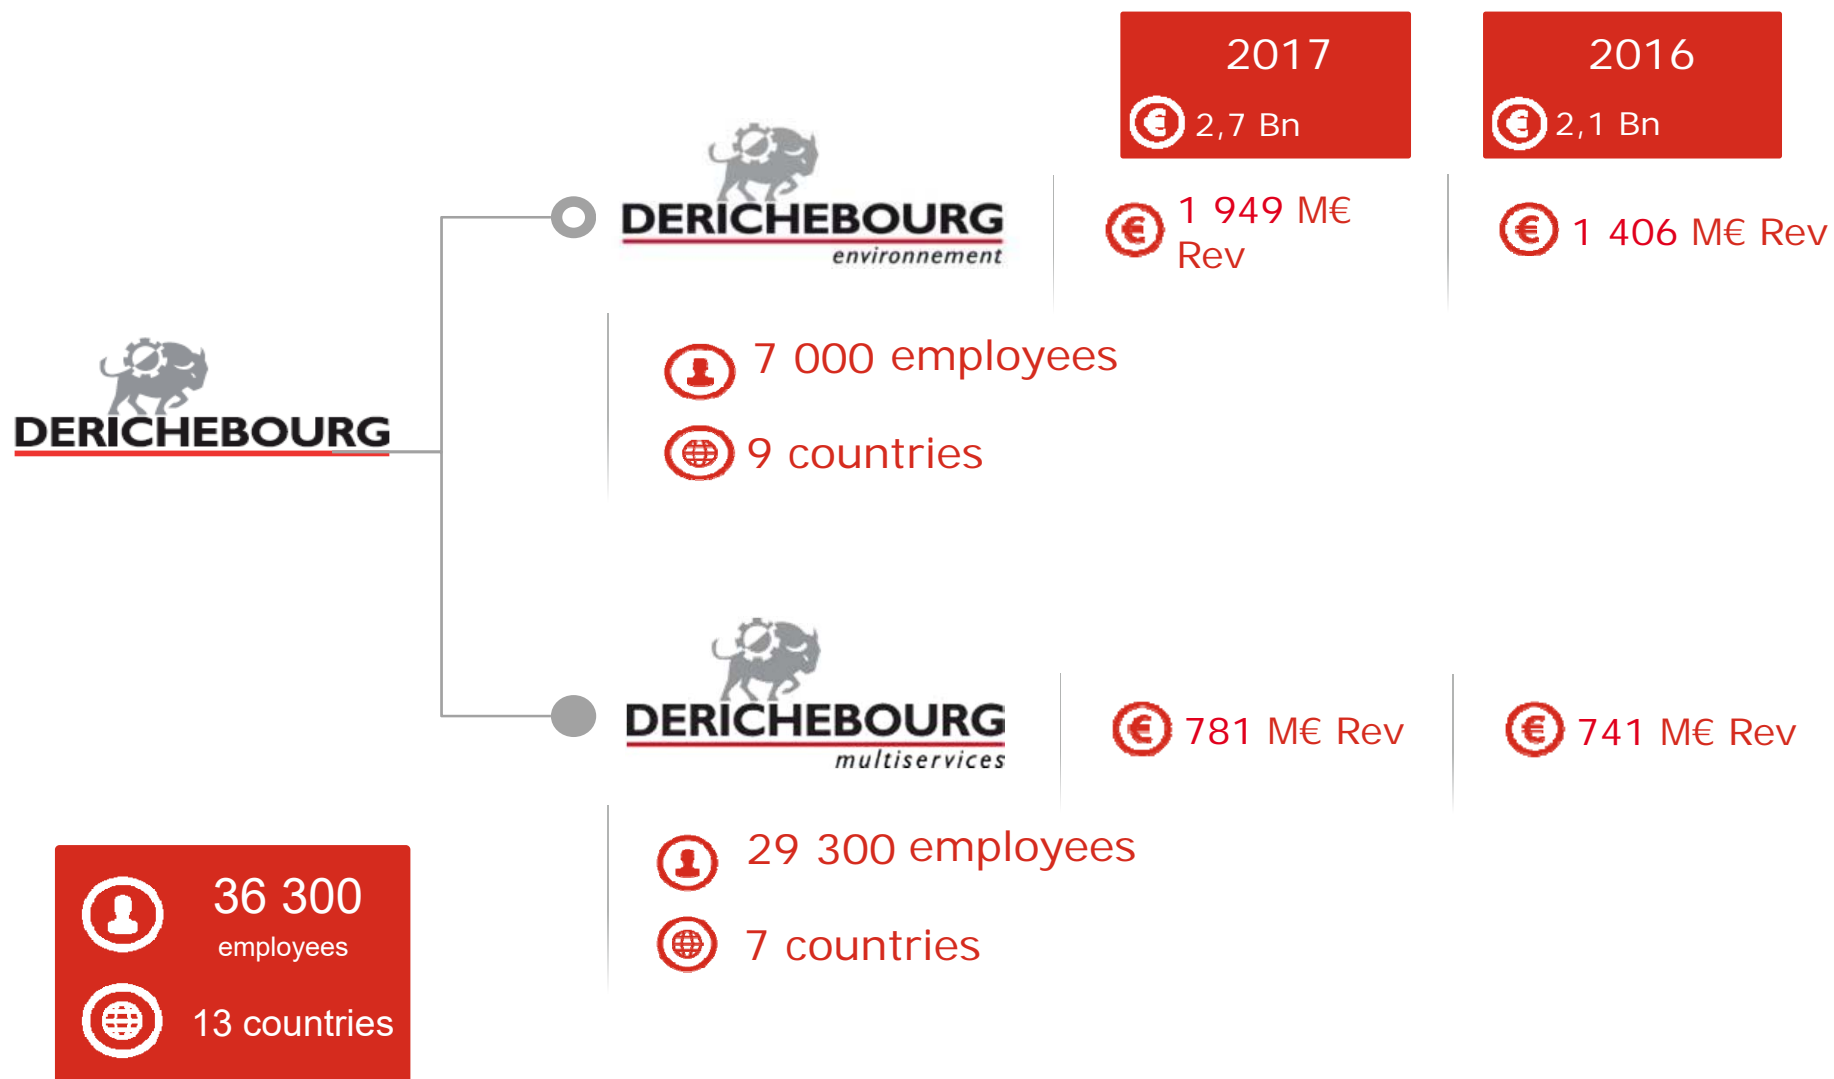 2017
2,7 Bn
2016
2,1 Bn
DERICHEBOURG
environnement
1 949 M€
Rev
1 406 M€ Rev
7 000 employees
9 countries
DERICHEBOURG
DERICHEBOURG
multiservices
781 M€ Rev
741 M€ Rev
29 300 employees
7 countries
36 300
employees
13 countries